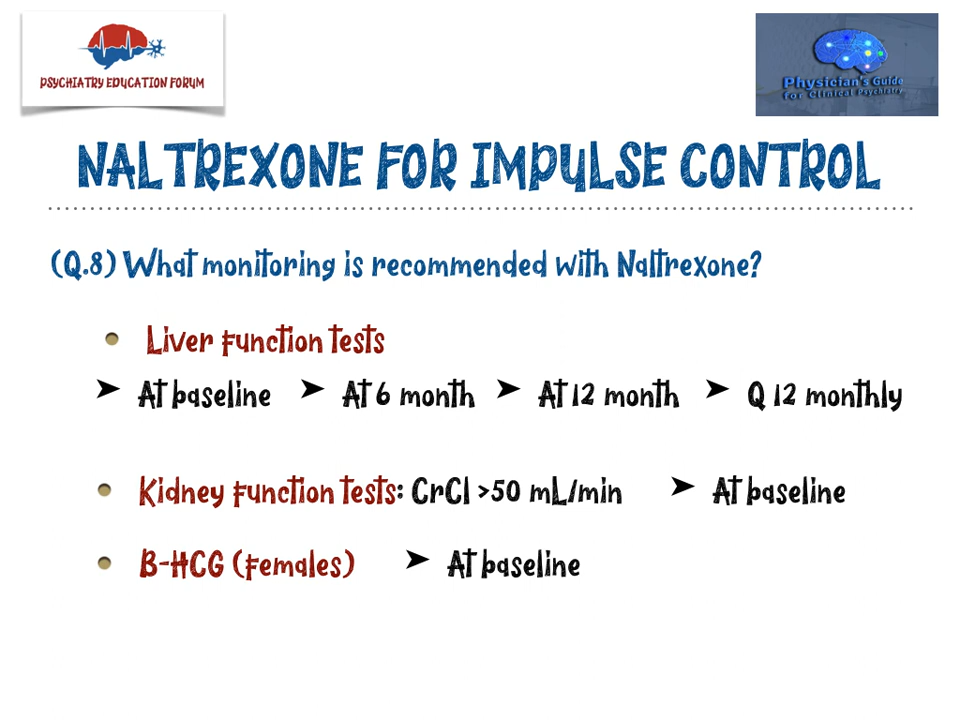 PSYCHIATRY EDUCATION FORUM
Physician's Guide
for Clinical Psychiatry
NALTREXONE FOR IMPULSE CONTROL
(Q.8) What monitoring is recommended with Naltrexone?
Liver function tests
At baseline At 6 month At 12 month Q 12 monthly
Kidney function tests: CrCl >50 mL/min At baseline
B-HCG (females) At baseline